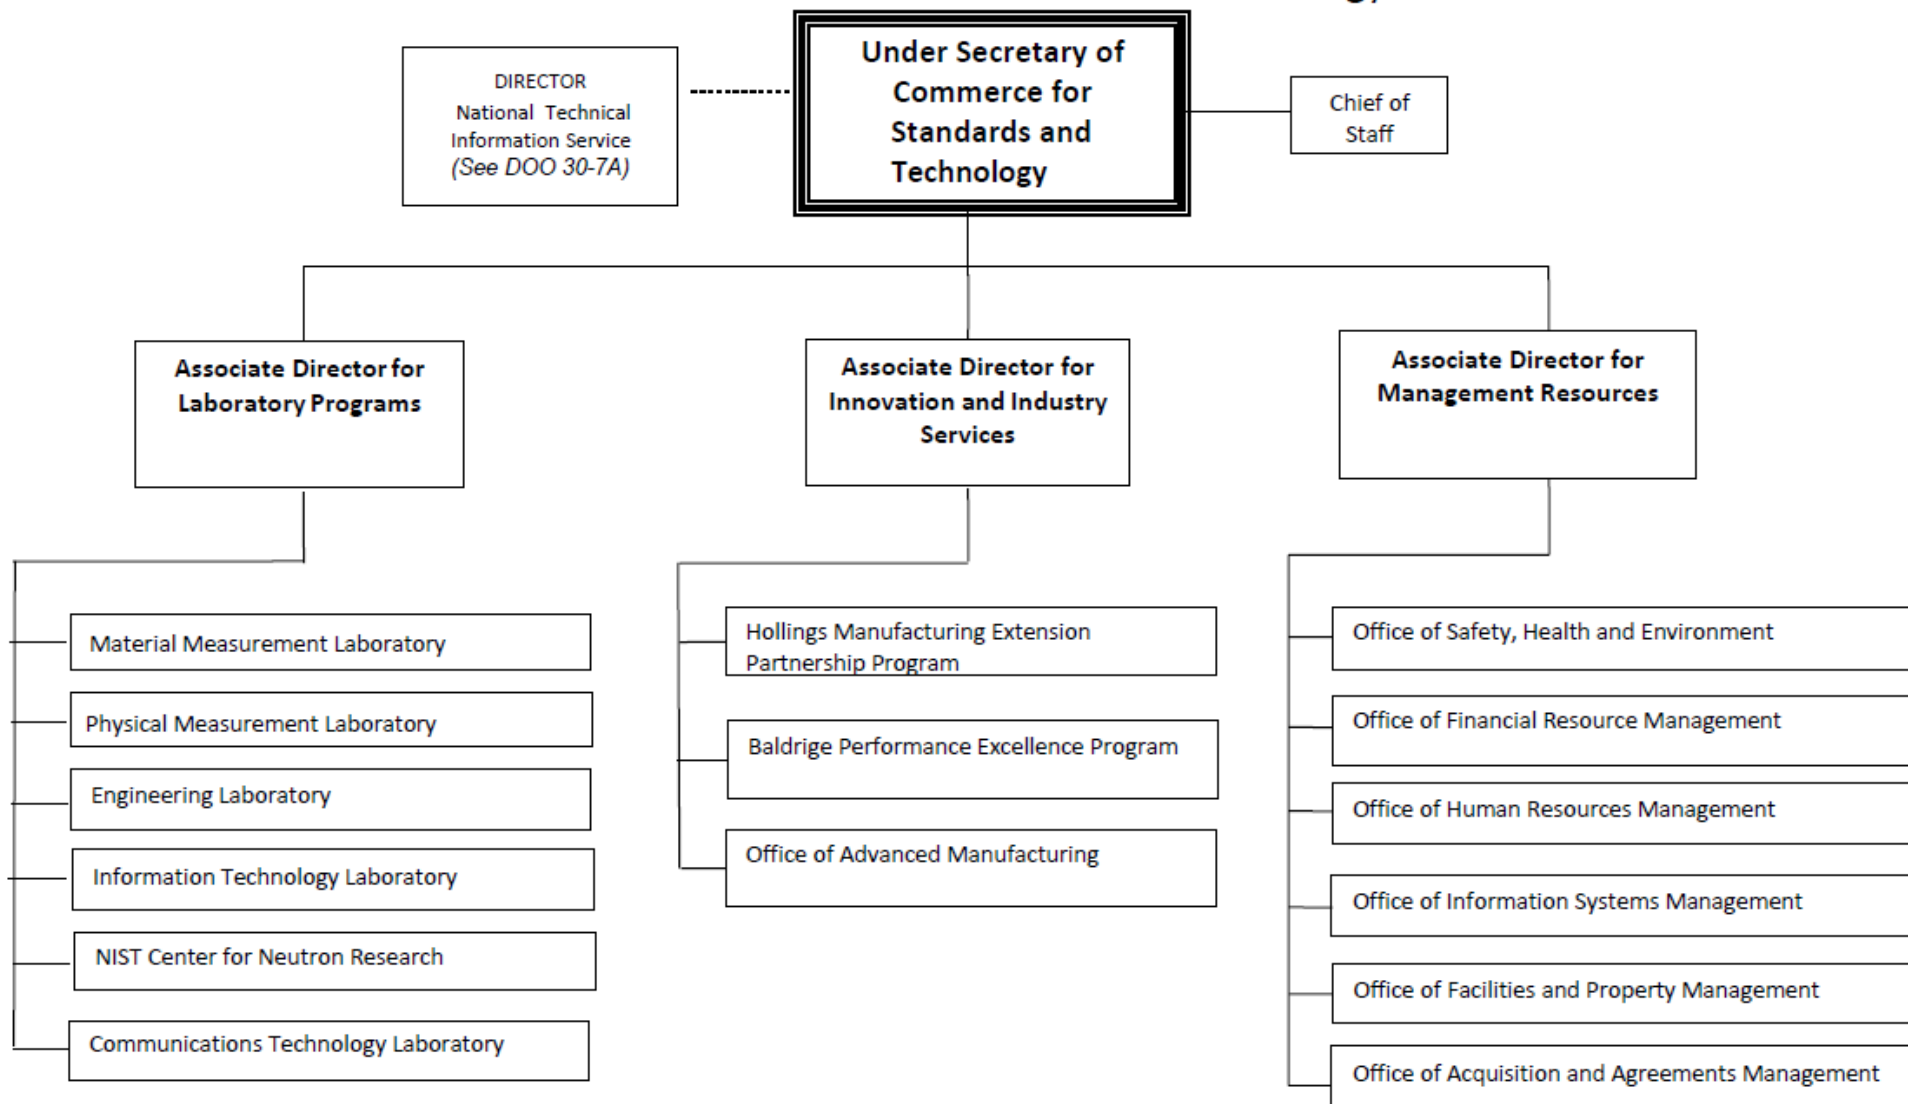 DIRECTOR
National Technical
Information Service
(See DOO 30-7A)
Under Secretary of
Commerce for
Standards and
Technology
Chief of
Staff
Associate Director for
Laboratory Programs
Associate Director for
Innovation and Industry
Services
Associate Director for
Management Resources
Material Measurement Laboratory
Physical Measurement Laboratory
Engineering Laboratory
Information Technology Laboratory
NIST Center for Neutron Research
Communications Technology Laboratory
Hollings Manufacturing Extension
Partnership Program
Baldrige Performance Excellence Program
Office of Advanced Manufacturing
Office of Safety, Health and Environment
Office of Financial Resource Management
Office of Human Resources Management
Office of Information Systems Management
Office of Facilities and Property Management
Office of Acquisition and Agreements Management